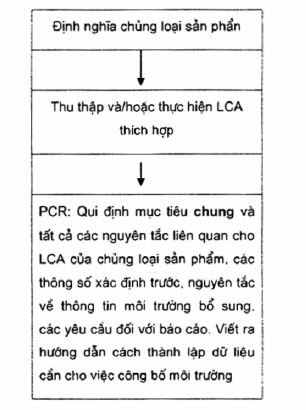 Định nghĩa chủng loại sản phẩm
Thu thập và/hoặc thực hiện LCA
thích hợp
PCR: Qui định mục tiêu chung và
tất cả các nguyên tắc liên quan cho
LCA của chủng loại sản phẩm, các
thông số xác định trước, nguyên tắc
về thông tin môi trường bổ sung,
các yêu cầu đối với báo cáo. Viết ra
hướng dẫn cách thành lập dữ liệu
cần cho việc công bố môi trường